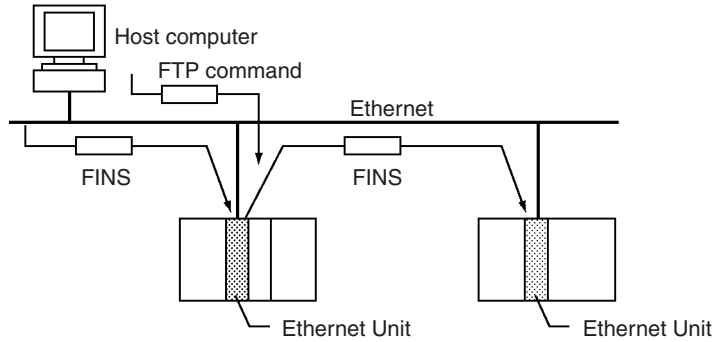 Host computer
FTP command
Ethernet
FINS
FINS
Ethernet Unit
Ethernet Unit